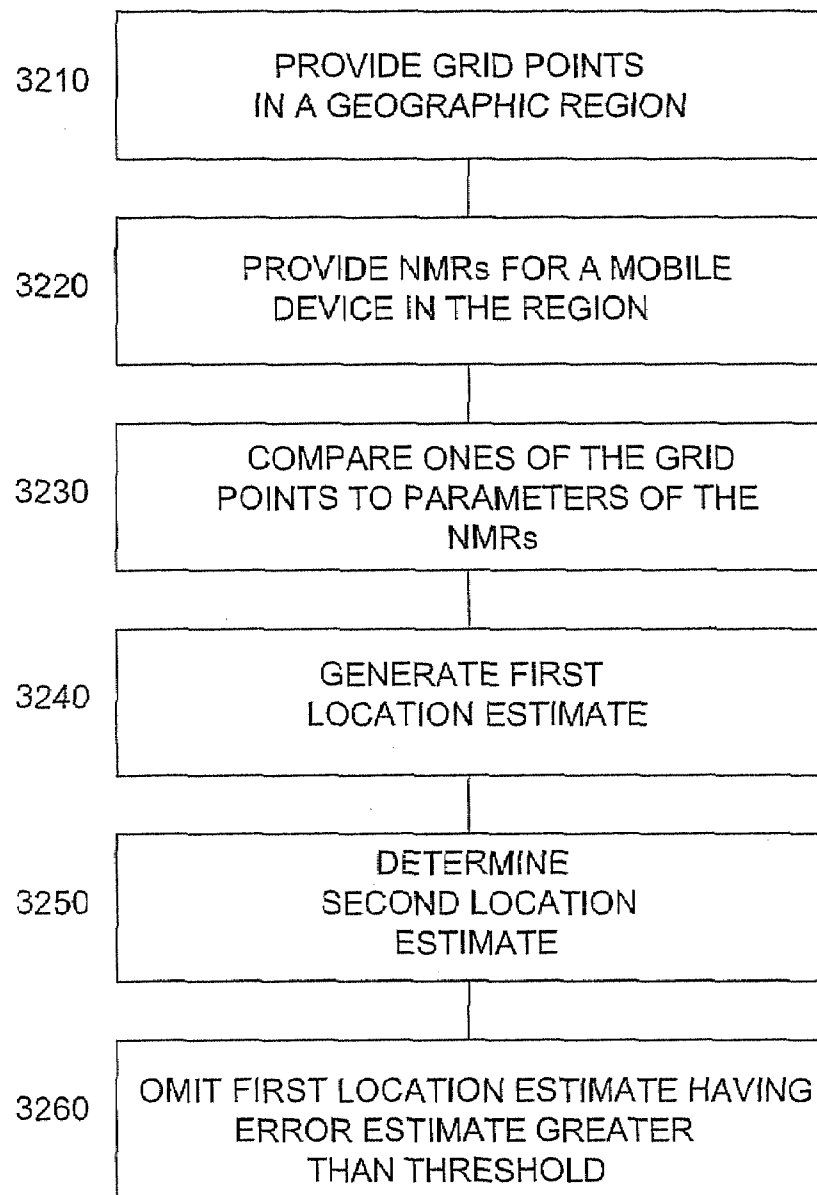 3210
PROVIDE GRID POINTS
IN A GEOGRAPHIC REGION
3220
PROVIDE NMRs FOR A MOBILE
DEVICE IN THE REGION
3230
COMPARE ONES OF THE GRID
POINTS TO PARAMETERS OF THE
NMRs
3240
GENERATE FIRST
LOCATION ESTIMATE
3250
DETERMINE
SECOND LOCATION
ESTIMATE
3260
OMIT FIRST LOCATION ESTIMATE HAVING
ERROR ESTIMATE GREATER
THAN THRESHOLD